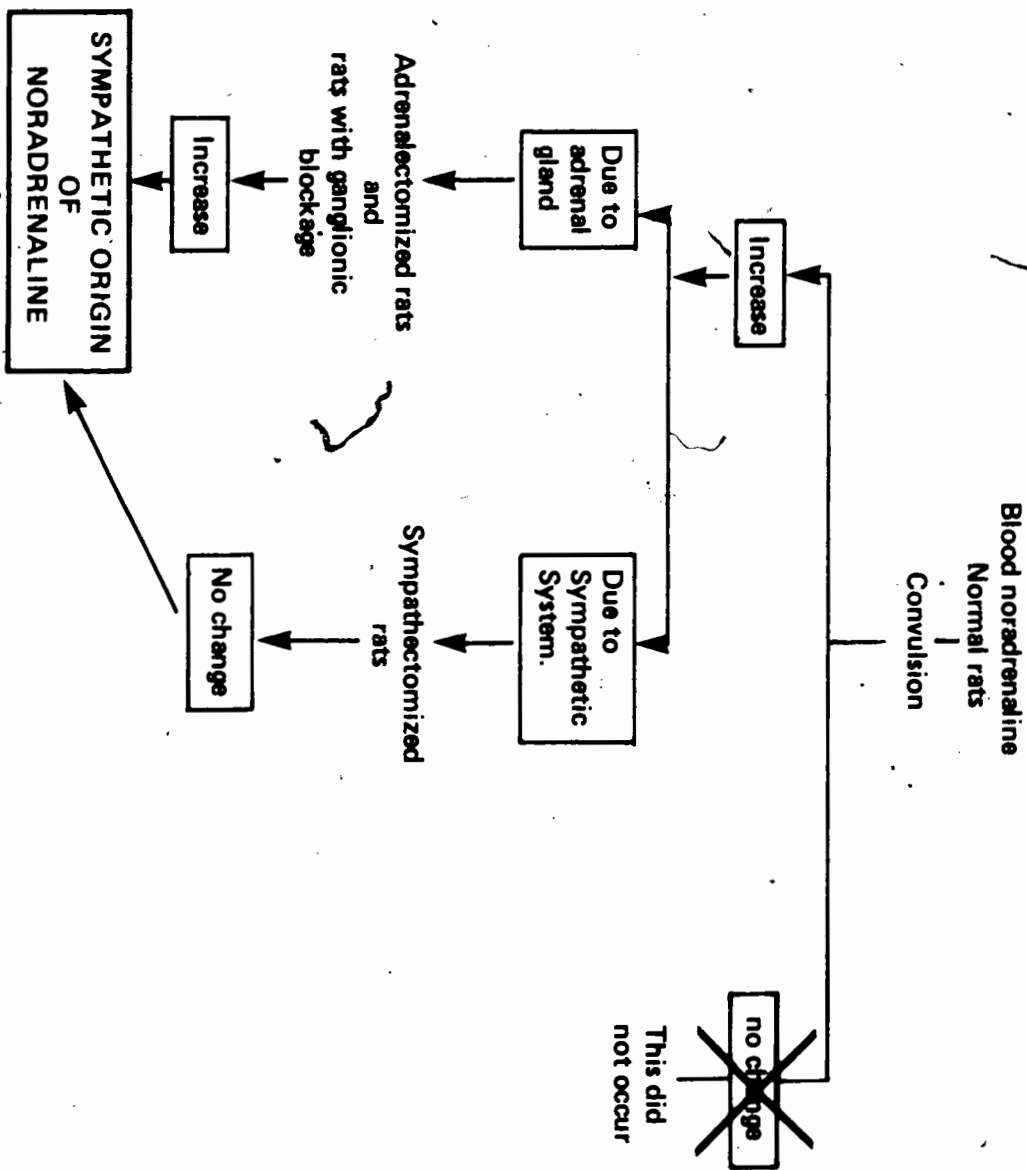 Blood noradrenaline
Normal rats
Convulsion
Increase
no change
This did
not occur
Due to
adrenal
gland
Due to
Sympathetic
System.
Adrenalectomized rats
and
rats with ganglionic
blockage
Sympathectomized
rats
Increase
No change
SYMPATHETIC ORIGIN
OF
NORADRENALINE